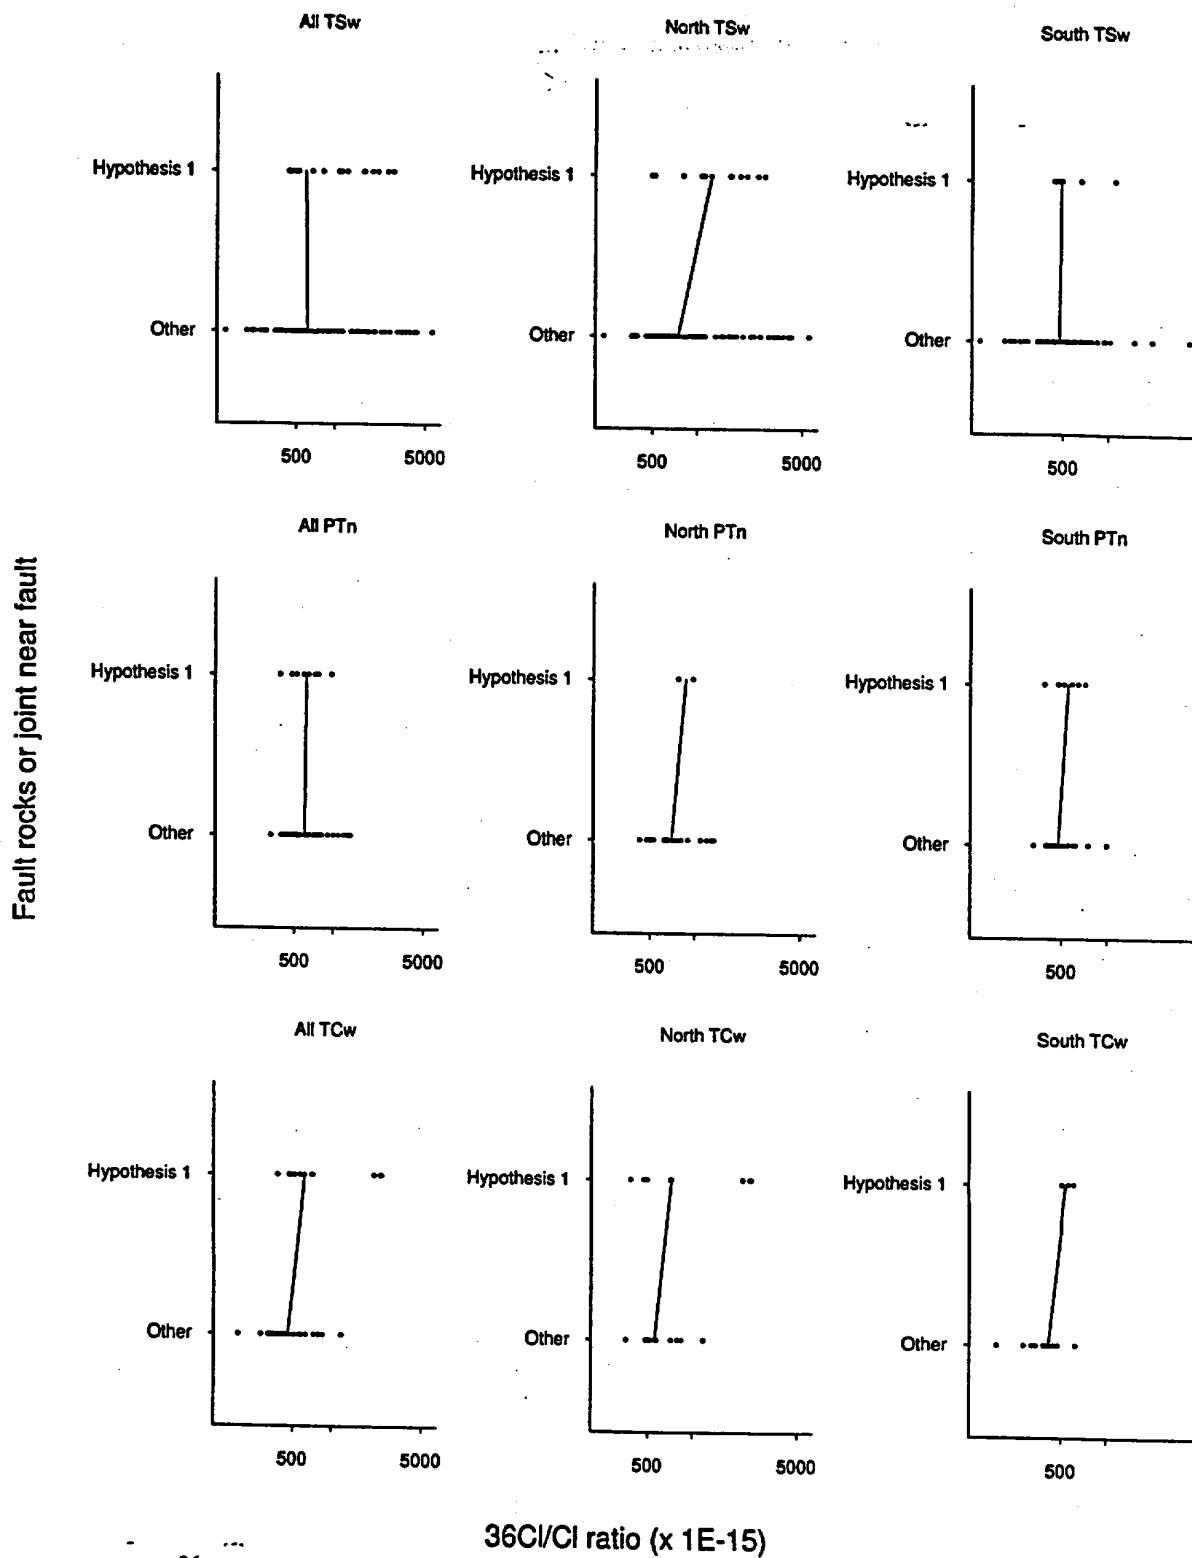 All TSw
North TSw
South TSw
Hypothesis 1
Hypothesis 1
Hypothesis 1
Other
Other
Other
500
5000
500
5000
500
All PTn
North PTn
South PTn
Fault rocks or joint near fault
Hypothesis 1
Hypothesis 1
Hypothesis 1
Other
Other
Other
500
5000
500
5000
500
All TCw
North TCw
South TCw
Hypothesis 1
Hypothesis 1
Hypothesis 1
Other
Other
Other
500
5000
500
5000
500
36Cl/Cl ratio (x 1E-15)